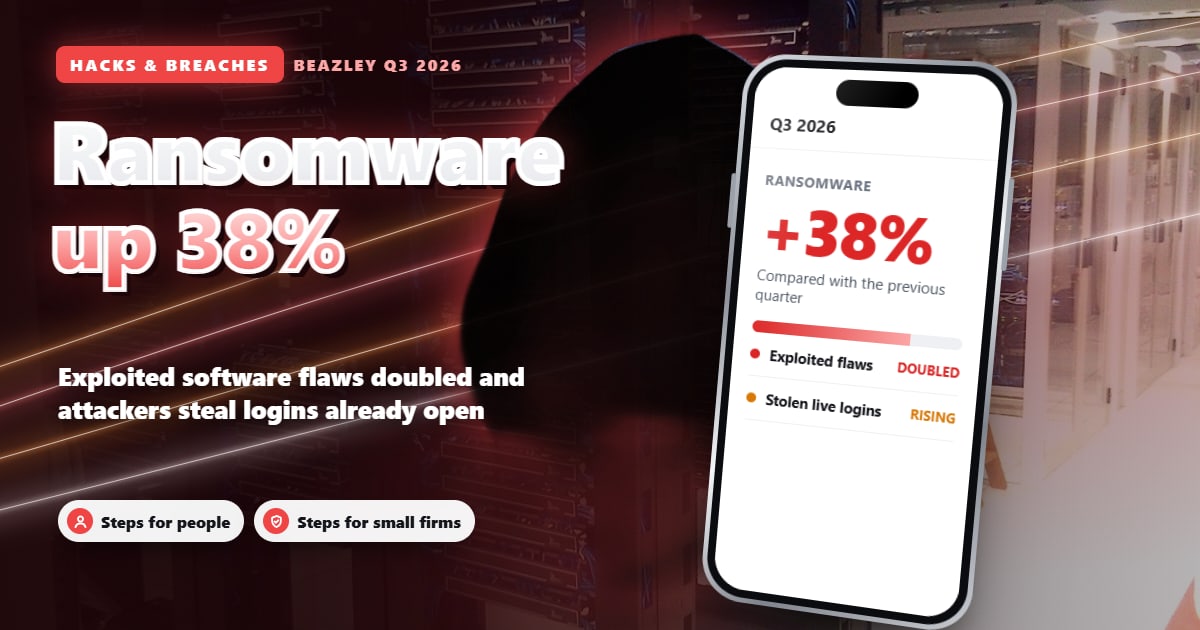 HACKS & BREACHES
BEAZLEY Q3 2026
Ransomware
up 38%
Exploited software flaws doubled and
attackers steal logins already open
Steps for people
Steps for small firms
Q3 2026
RANSOMWARE
+38%
Compared with the previous
quarter
Exploited flaws DOUBLED
Stolen live logins RISING